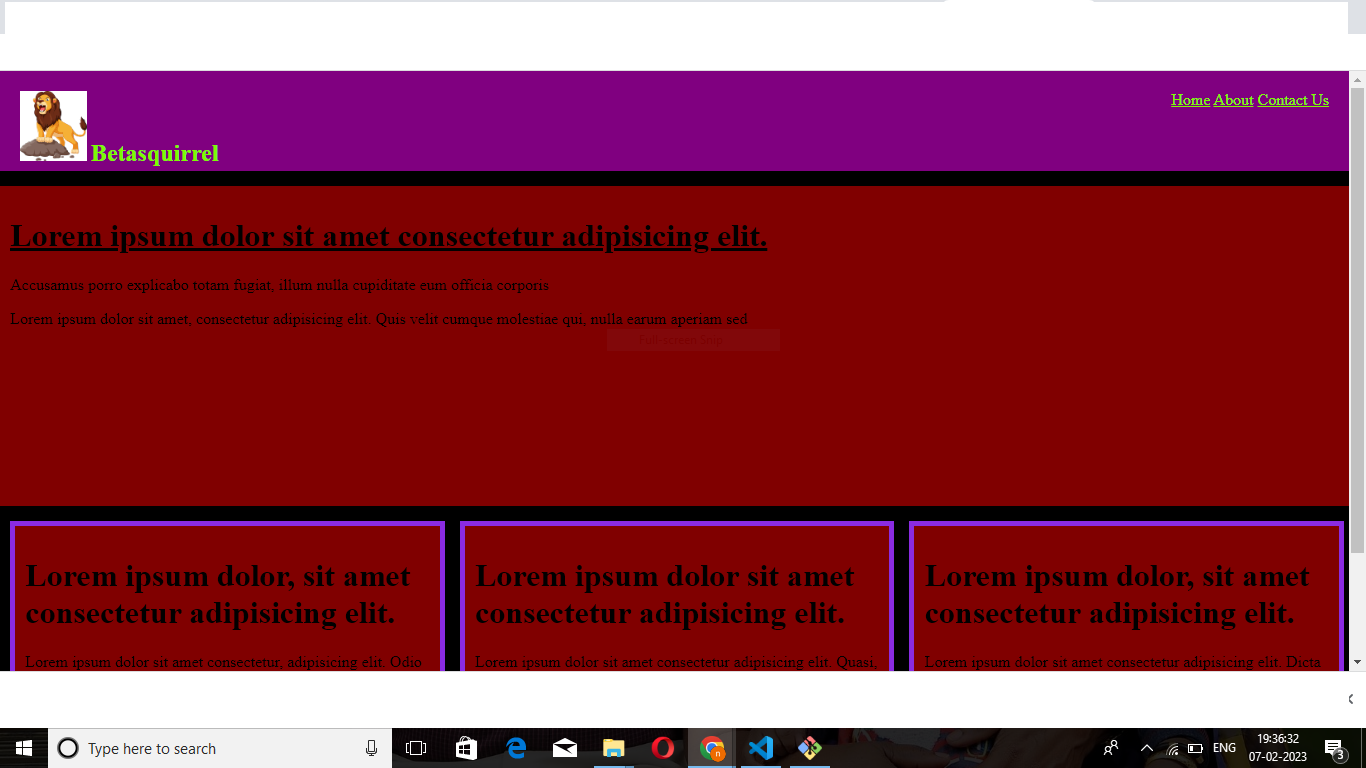 Home About Contact Us
Betasquirrel
Lorem ipsum dolor sit amet consectetur adipisicing elit.
Accusamus porro explicabo totam fugiat, illum nulla cupiditate eum officia corporis
Lorem ipsum dolor sit amet, consectetur adipisicing elit. Quis velit cumque molestiae qui, nulla earum aperiam sed
Full-screen Snip
Lorem ipsum dolor, sit amet
consectetur adipisicing elit.
Lorem ipsum dolor sit amet consectetur, adipisicing elit. Odio
Lorem ipsum dolor sit amet
consectetur adipisicing elit.
Lorem ipsum dolor sit amet consectetur adipisicing elit. Quasi,
Lorem ipsum dolor, sit amet
consectetur adipisicing elit.
Lorem ipsum dolor sit amet consectetur adipisicing elit. Dicta
Type here to search
n
ENG
19:36:32
07-02-2023
3